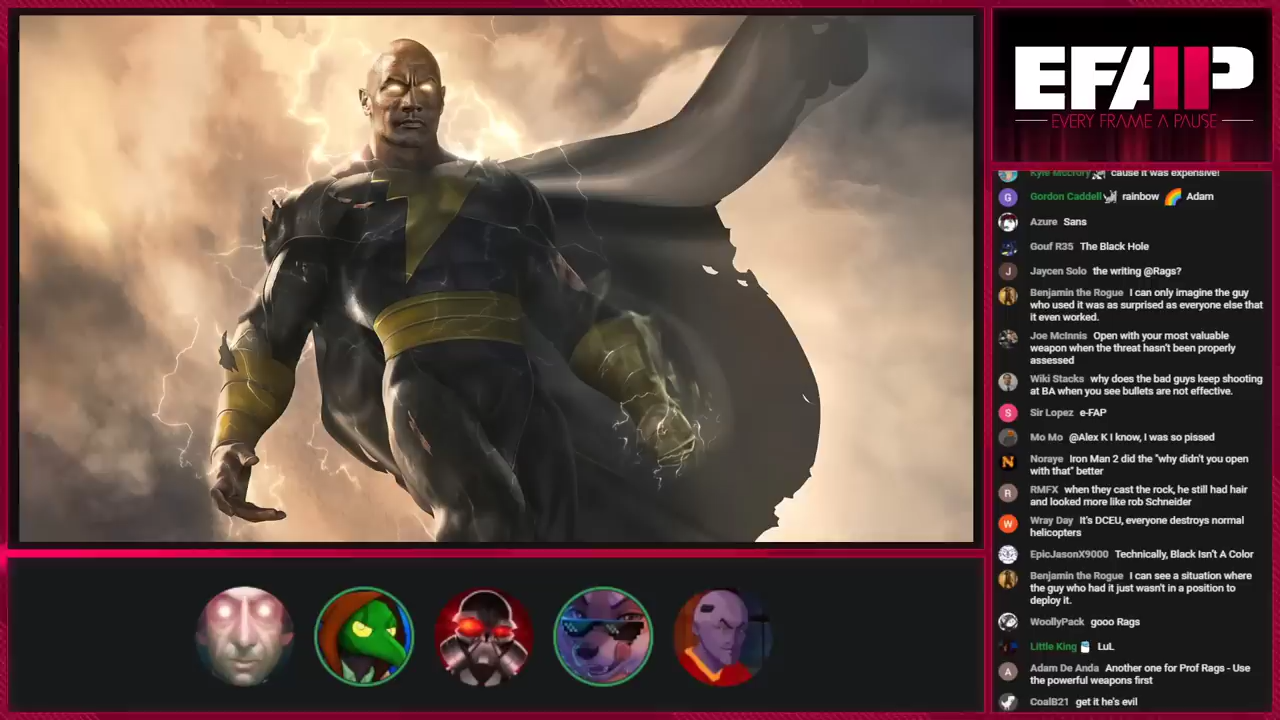 EFAP
EVERY FRAME A PAUSE
Kyle Mccrory cause it was expensive!
Gordon Caddell rainbow 🌈 Adam
Azure Sans
Gouf R35 The Black Hole
Jaycen Solo the writing @Rags?
Benjamin the Rogue I can only imagine the guy
who used it was as surprised as everyone else that
it even worked.
Joe McInnis Open with your most valuable
weapon when the threat hasn't been properly
assessed
Wiki Stacks why does the bad guys keep shooting
at BA when you see bullets are not effective.
Sir Lopez e-FAP
Mo Mo @Alex K I know, I was so pissed
Noraye Iron Man 2 did the "why didn't you open
with that" better
RMFX when they cast the rock, he still had hair
and looked more like rob Schneider
Wray Day It's DCEU, everyone destroys normal
helicopters
EpicJasonX9000 Technically, Black Isn't A Color
Benjamin the Rogue I can see a situation where
the guy who had it just wasn't in a position to
deploy it.
WoollyPack gooo Rags
Little King LuL
Adam De Anda Another one for Prof Rags - Use
the powerful weapons first
CoalB21 get it he's evil